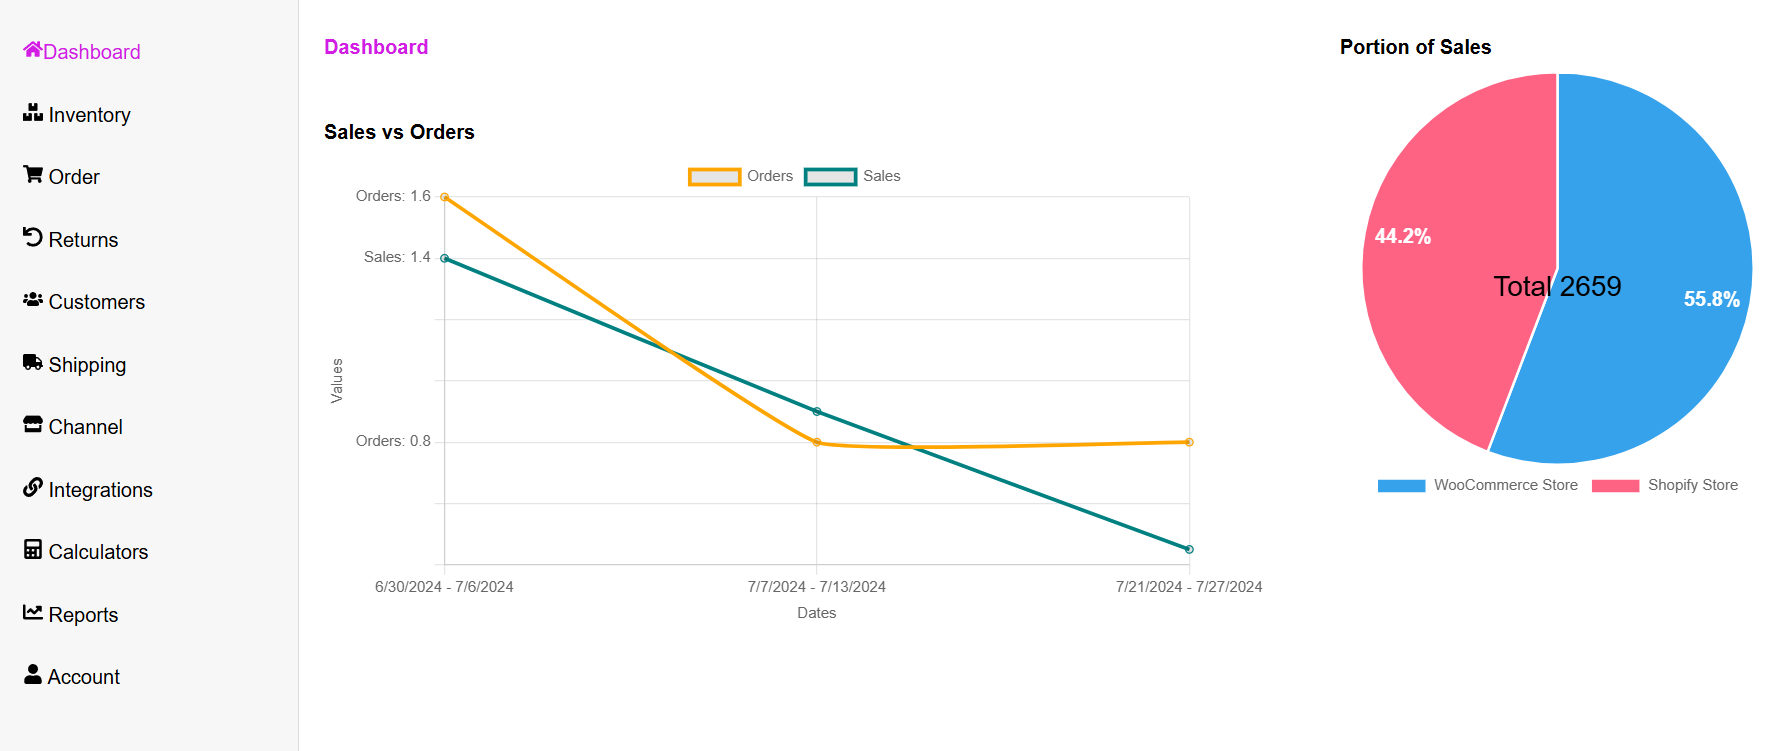 Dashboard
Inventory
Order
Returns
Customers
Shipping
Channel
Integrations
Calculators
Reports
Account
Dashboard
Sales vs Orders
Orders Sales
Orders: 1.6
Sales: 1.4
Orders: 0.8
Values
6/30/2024 - 7/6/2024 7/7/2024 - 7/13/2024 7/21/2024 - 7/27/2024
Dates
Portion of Sales
44.2%
Total 2659
55.8%
WooCommerce Store Shopify Store